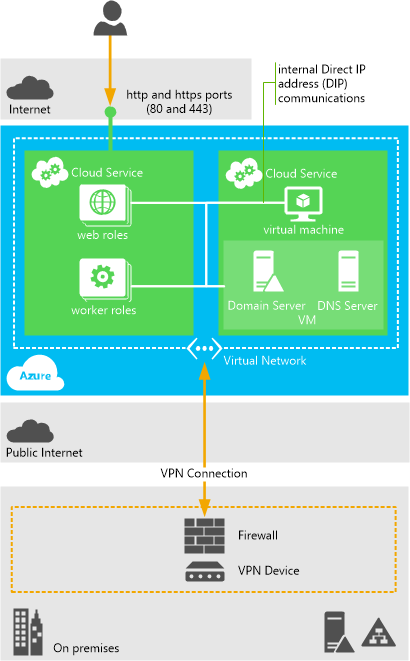 internal Direct IP
address (DIP)
communications
http and https ports
(80 and 443)
Internet
Cloud Service
Cloud Service
web roles
virtual machine
worker roles
Domain Server
DNS Server
VM
Virtual Network
Azure
Public Internet
VPN Connection
Firewall
VPN Device
On premises